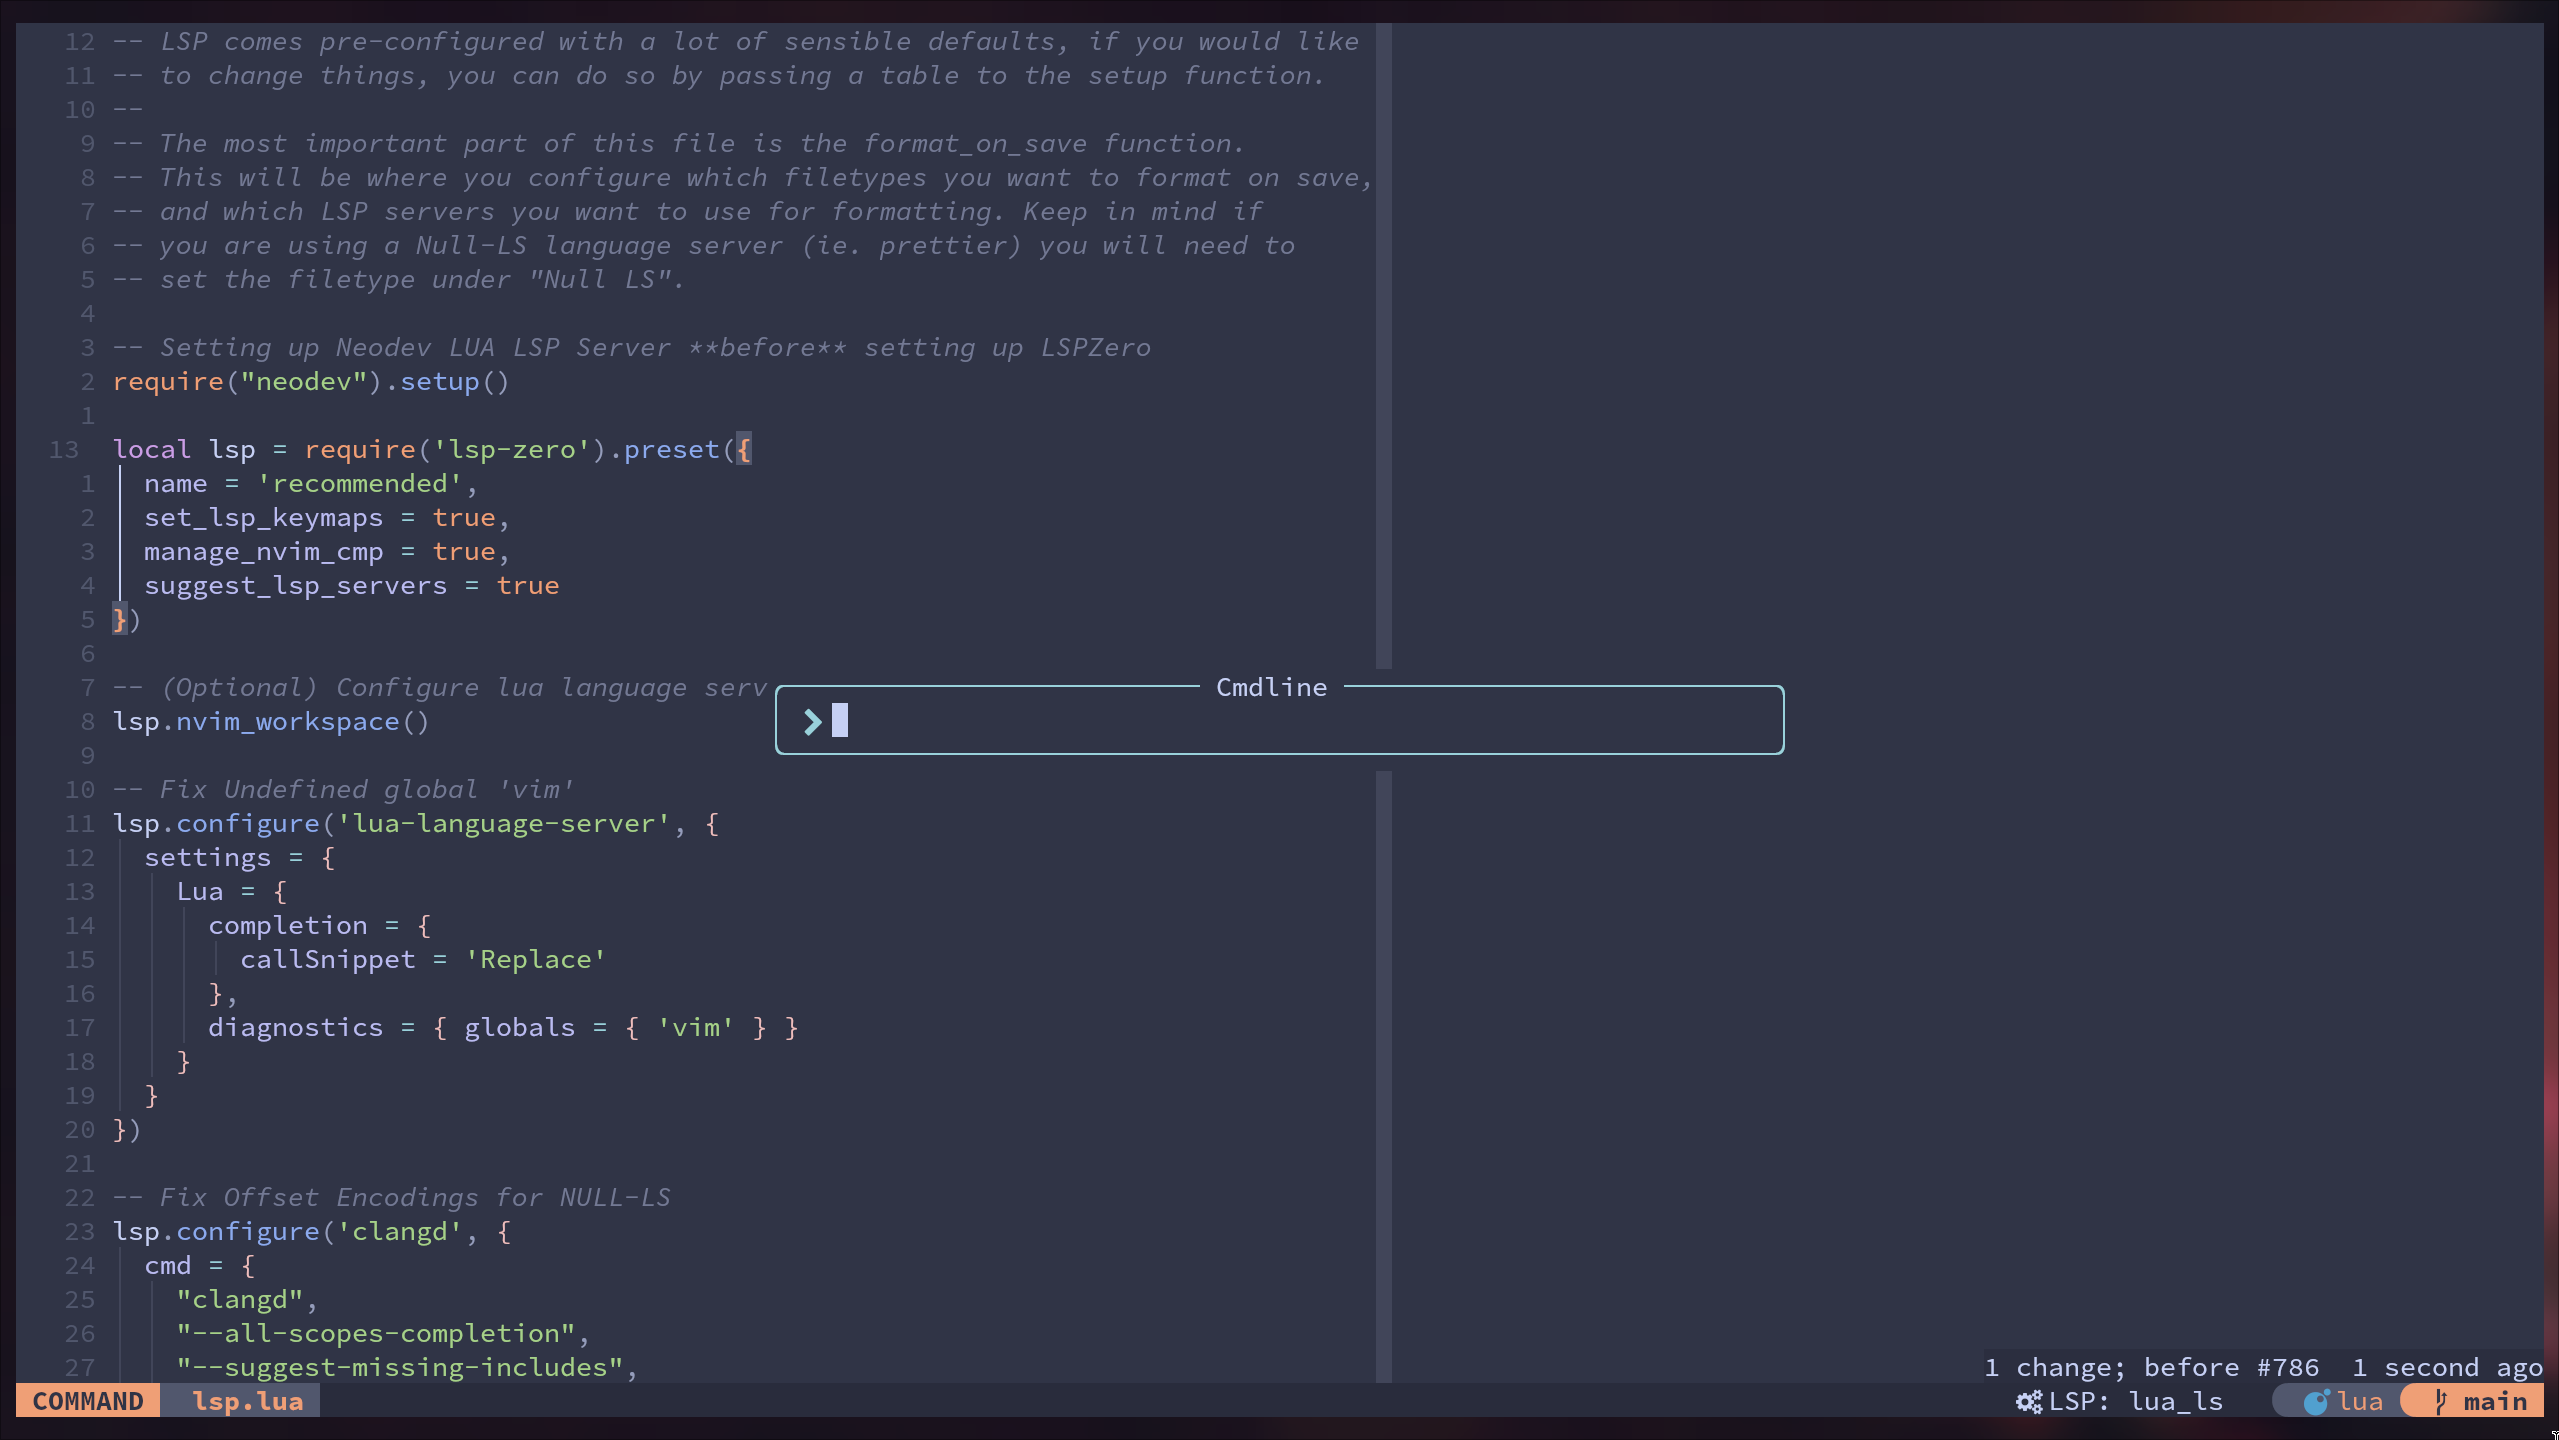 12 -- LSP comes pre-configured with a lot of sensible defaults, if you would like
11 -- to change things, you can do so by passing a table to the setup function.
10 --
9 -- The most important part of this file is the format_on_save function.
8 -- This will be where you configure which filetypes you want to format on save,
7 -- and which LSP servers you want to use for formatting. Keep in mind if
6 -- you are using a Null-LS language server (ie. prettier) you will need to
5 -- set the filetype under "Null LS".
4
3 -- Setting up Neodev LUA LSP Server **before** setting up LSPZero
2 require("neodev").setup()
1
13 local lsp = require('lsp-zero').preset({
1 name = 'recommended',
2 set_lsp_keymaps = true,
3 manage_nvim_cmp = true,
4 suggest_lsp_servers = true
5 })
6
7 -- (Optional) Configure lua language serv
Cmdline
8 lsp.nvim_workspace()
9
10 -- Fix Undefined global 'vim'
11 lsp.configure('lua-language-server', {
12 settings = {
13 Lua = {
14 completion = {
15 callSnippet = 'Replace'
16 },
17 diagnostics = { globals = { 'vim' } }
18 }
19 }
20 })
21
22 -- Fix Offset Encodings for NULL-LS
23 lsp.configure('clangd', {
24 cmd = {
25 "clangd",
26 "--all-scopes-completion",
27 "--suggest-missing-includes",
1 change; before #786 1 second ago
COMMAND lsp.lua LSP: lua_ls lua main